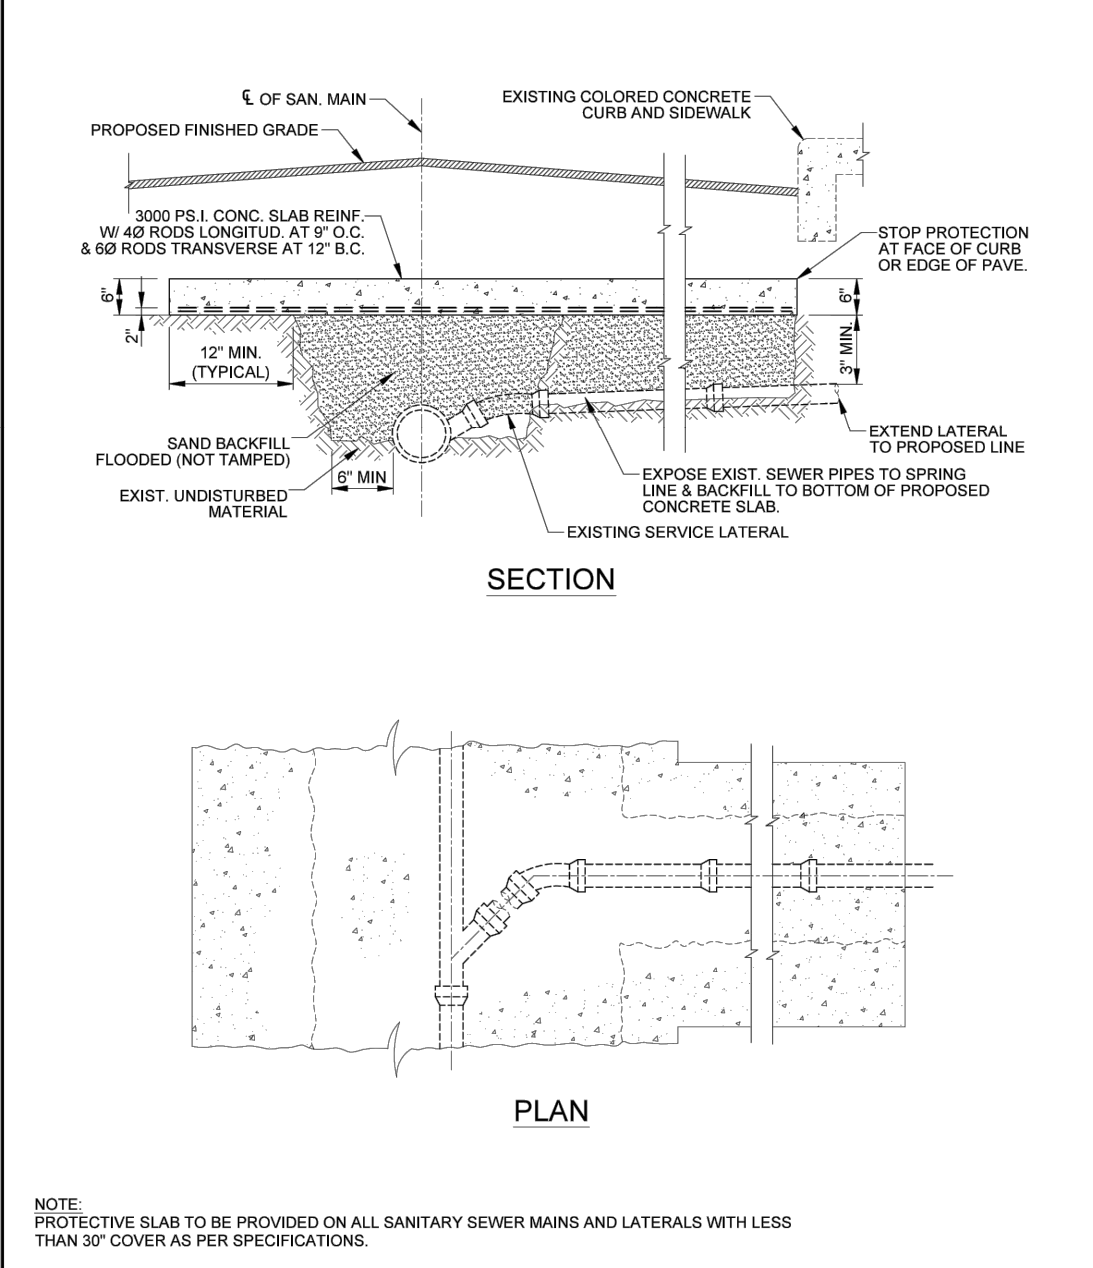 ℄ OF SAN. MAIN
PROPOSED FINISHED GRADE
EXISTING COLORED CONCRETE
CURB AND SIDEWALK
3000 PS.I. CONC. SLAB REINF.
W/ 4Ø RODS LONGITUD. AT 9" O.C.
& 6Ø RODS TRANSVERSE AT 12" B.C.
STOP PROTECTION
AT FACE OF CURB
OR EDGE OF PAVE.
6"
2"
6"
3" MIN.
12" MIN.
(TYPICAL)
SAND BACKFILL
FLOODED (NOT TAMPED)
6" MIN
EXIST. UNDISTURBED
MATERIAL
EXTEND LATERAL
TO PROPOSED LINE
EXPOSE EXIST. SEWER PIPES TO SPRING
LINE & BACKFILL TO BOTTOM OF PROPOSED
CONCRETE SLAB.
EXISTING SERVICE LATERAL
SECTION
PLAN
NOTE:
PROTECTIVE SLAB TO BE PROVIDED ON ALL SANITARY SEWER MAINS AND LATERALS WITH LESS
THAN 30" COVER AS PER SPECIFICATIONS.